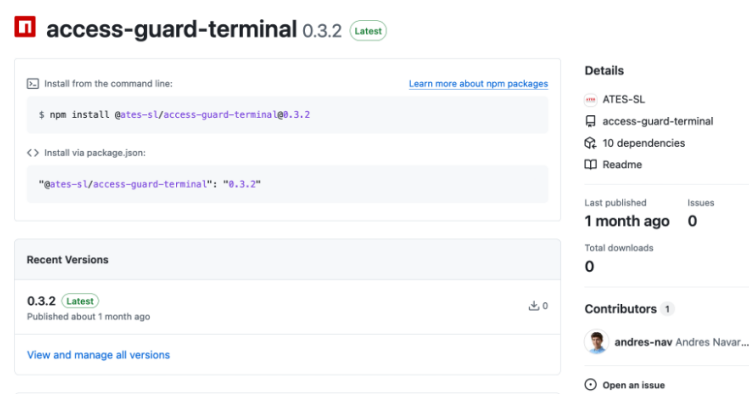 access-guard-terminal 0.3.2 Latest
Install from the command line:
Learn more about npm packages
$ npm install @ates-sl/access-guard-terminal@0.3.2
Install via package.json:
"@ates-sl/access-guard-terminal": "0.3.2"
Recent Versions
0.3.2 Latest
Published about 1 month ago
0
View and manage all versions
Details
ATES-SL
access-guard-terminal
10 dependencies
Readme
Last published
1 month ago
Issues
0
Total downloads
0
Contributors 1
andres-nav Andres Navar...
Open an issue